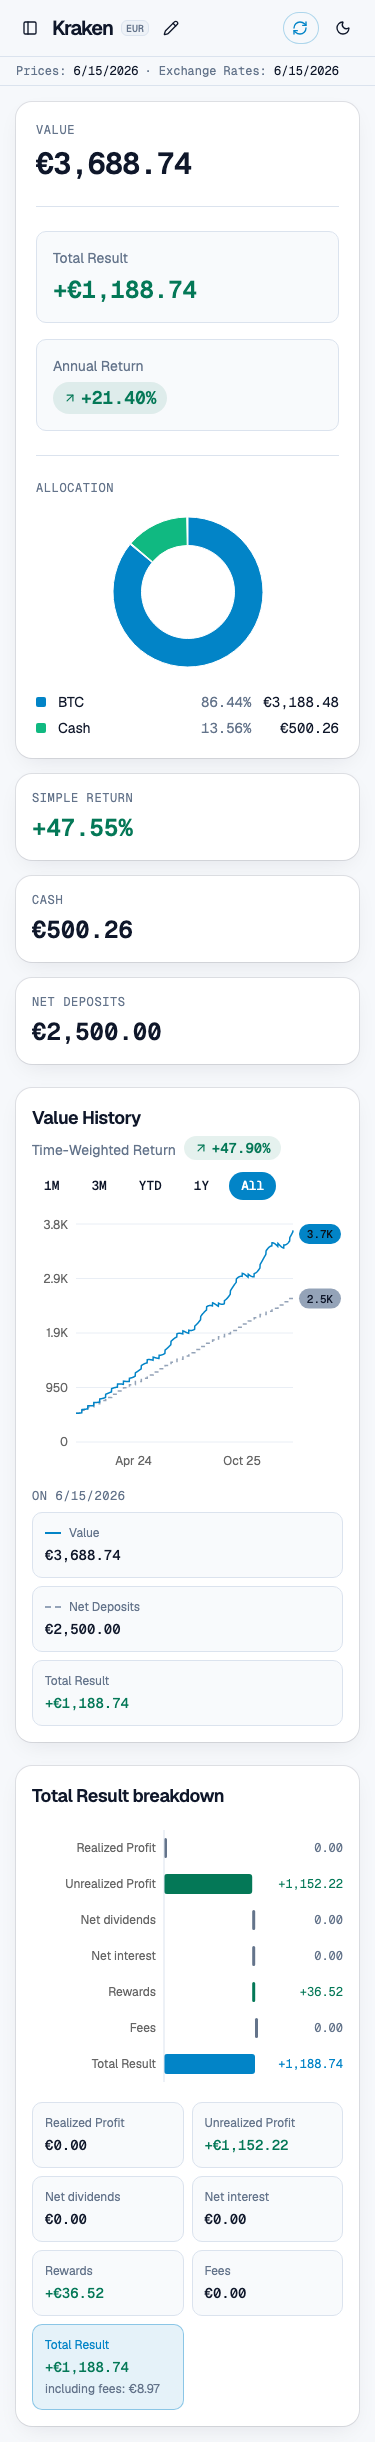 Kraken EUR
Prices: 6/15/2026 · Exchange Rates: 6/15/2026
VALUE
€3,688.74
Total Result
+€1,188.74
Annual Return
+21.40%
ALLOCATION
BTC 86.44% €3,188.48
Cash 13.56% €500.26
SIMPLE RETURN
+47.55%
CASH
€500.26
NET DEPOSITS
€2,500.00
Value History
Time-Weighted Return +47.90%
1M 3M YTD 1Y All
3.8K
3.7K
2.9K
2.5K
1.9K
950
0
Apr 24 Oct 25
ON 6/15/2026
Value
€3,688.74
Net Deposits
€2,500.00
Total Result
+€1,188.74
Total Result breakdown
Realized Profit 0.00
Unrealized Profit +1,152.22
Net dividends 0.00
Net interest 0.00
Rewards +36.52
Fees 0.00
Total Result +1,188.74
Realized Profit
€0.00
Unrealized Profit
+€1,152.22
Net dividends
€0.00
Net interest
€0.00
Rewards
+€36.52
Fees
€0.00
Total Result
+€1,188.74
including fees: €8.97